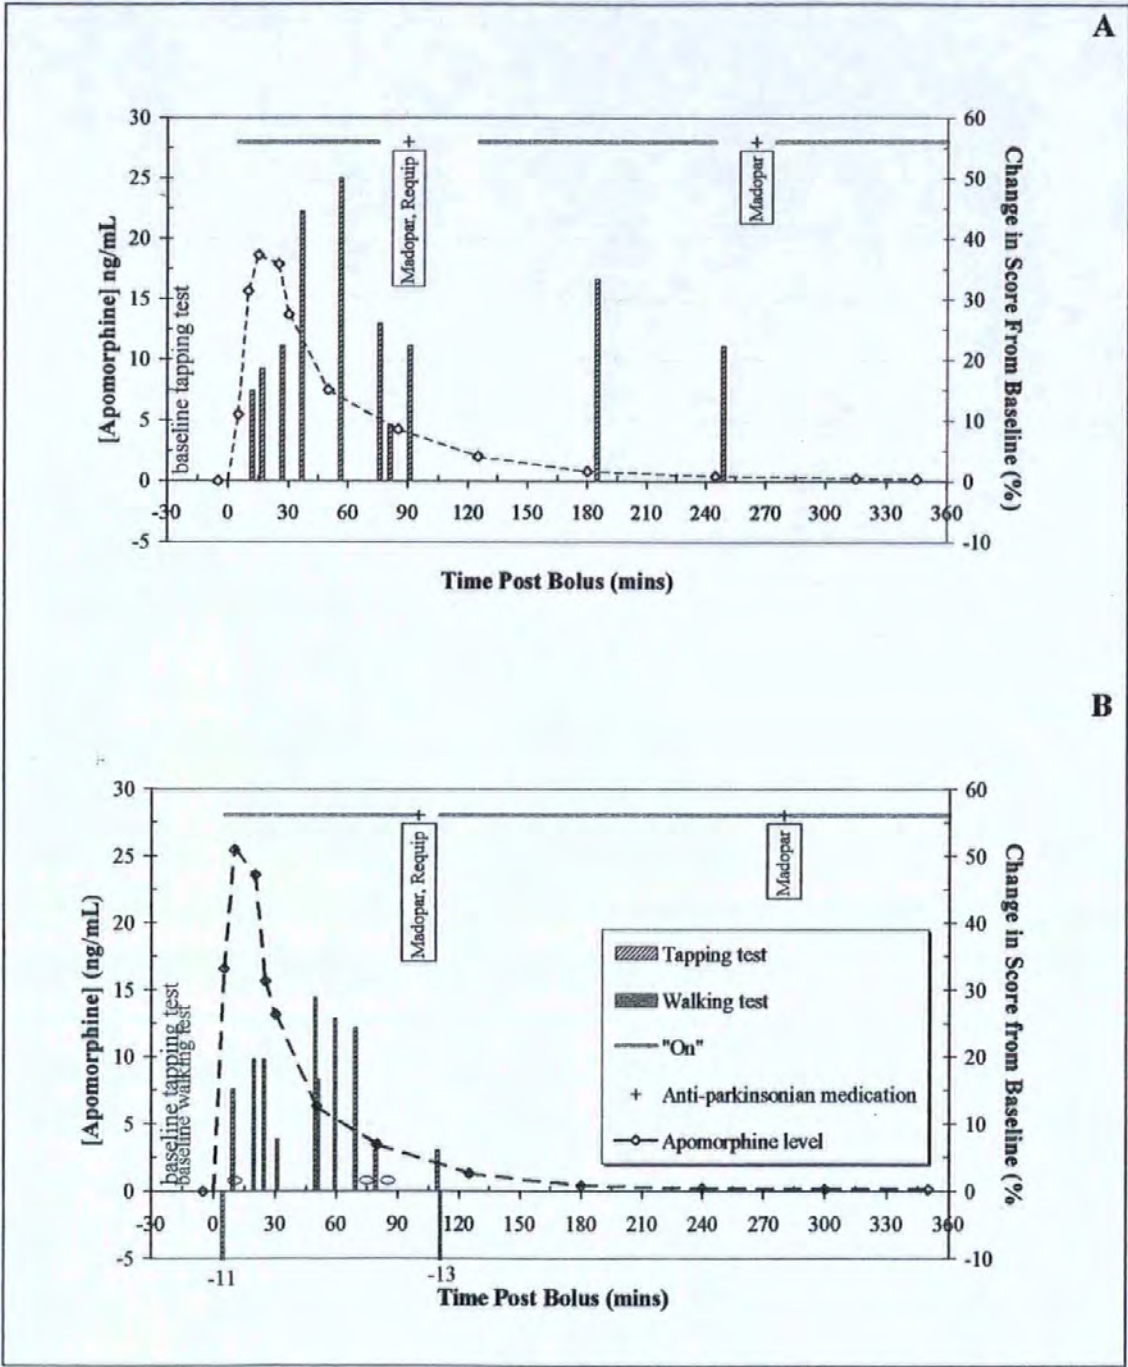 A
30
25
20
15
10
5
0
-5
[Apomorphine] ng/mL
baseline tapping test
Madopar, Requip
Madopar
60
50
40
30
20
10
0
-10
Change in Score From Baseline (%)
-30 0 30 60 90 120 150 180 210 240 270 300 330 360
Time Post Bolus (mins)
B
30
25
20
15
10
5
0
-5
[Apomorphine] (ng/mL)
baseline tapping test
baseline walking test
Madopar, Requip
Madopar
Tapping test
Walking test
"On"
Anti-parkinsonian medication
Apomorphine level
60
50
40
30
20
10
0
-10
Change in Score from Baseline (%
-30 0 30 60 90 120 150 180 210 240 270 300 330 360
0 0 0
-11 -13
Time Post Bolus (mins)